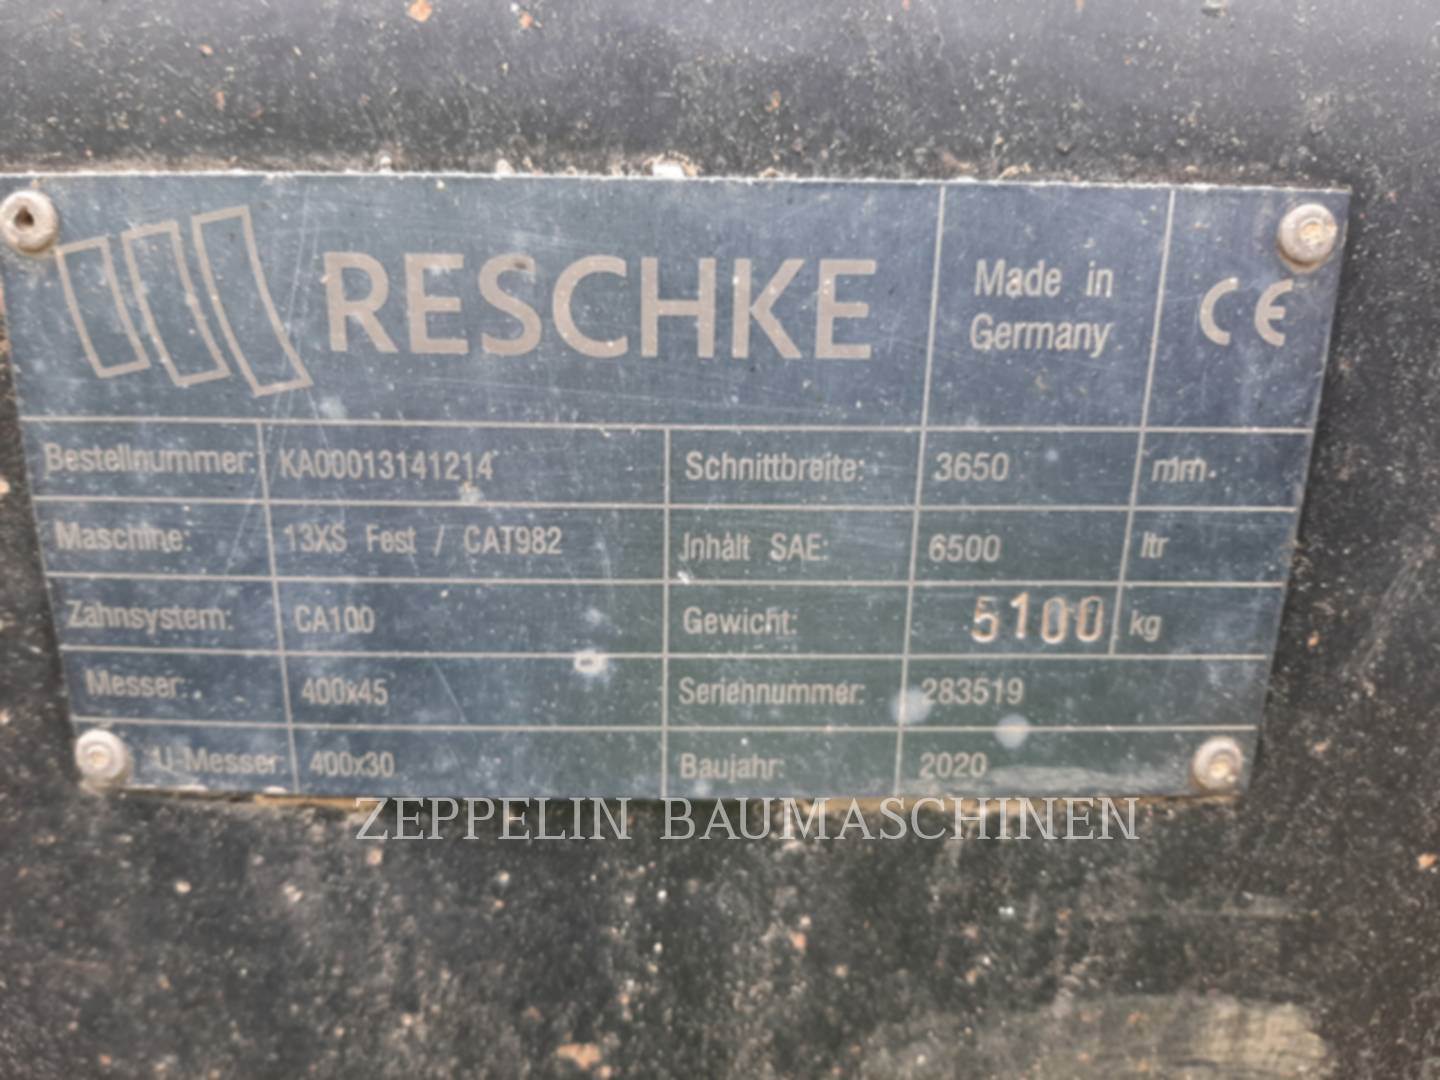 RESCHKE
Made in
Germany
CE
Bestellnummer: KA00013141214 Schnittbreite: 3650 mm
Maschine: 13XS Fest / CAT982 Inhalt SAE: 6500 ltr
Zahnsystem: CA100 Gewicht: 5100 kg
Messer: 400x45 Seriennummer: 283519
U-Messer: 400x30 Baujahr: 2020
ZEPPELIN BAUMASCHINEN